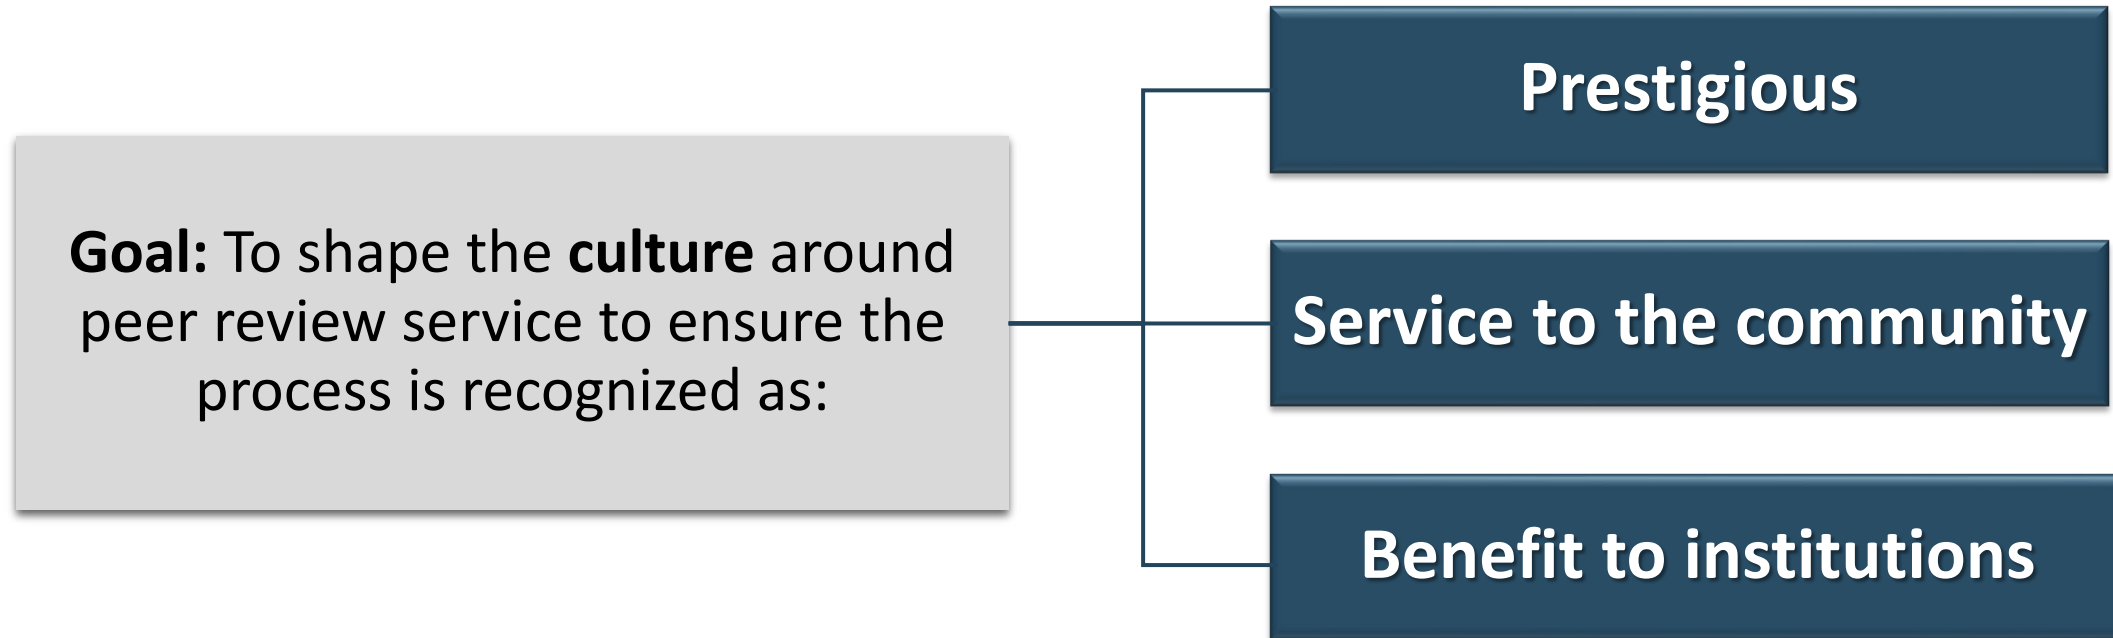 Goal: To shape the culture around
peer review service to ensure the
process is recognized as:
Prestigious
Service to the community
Benefit to institutions